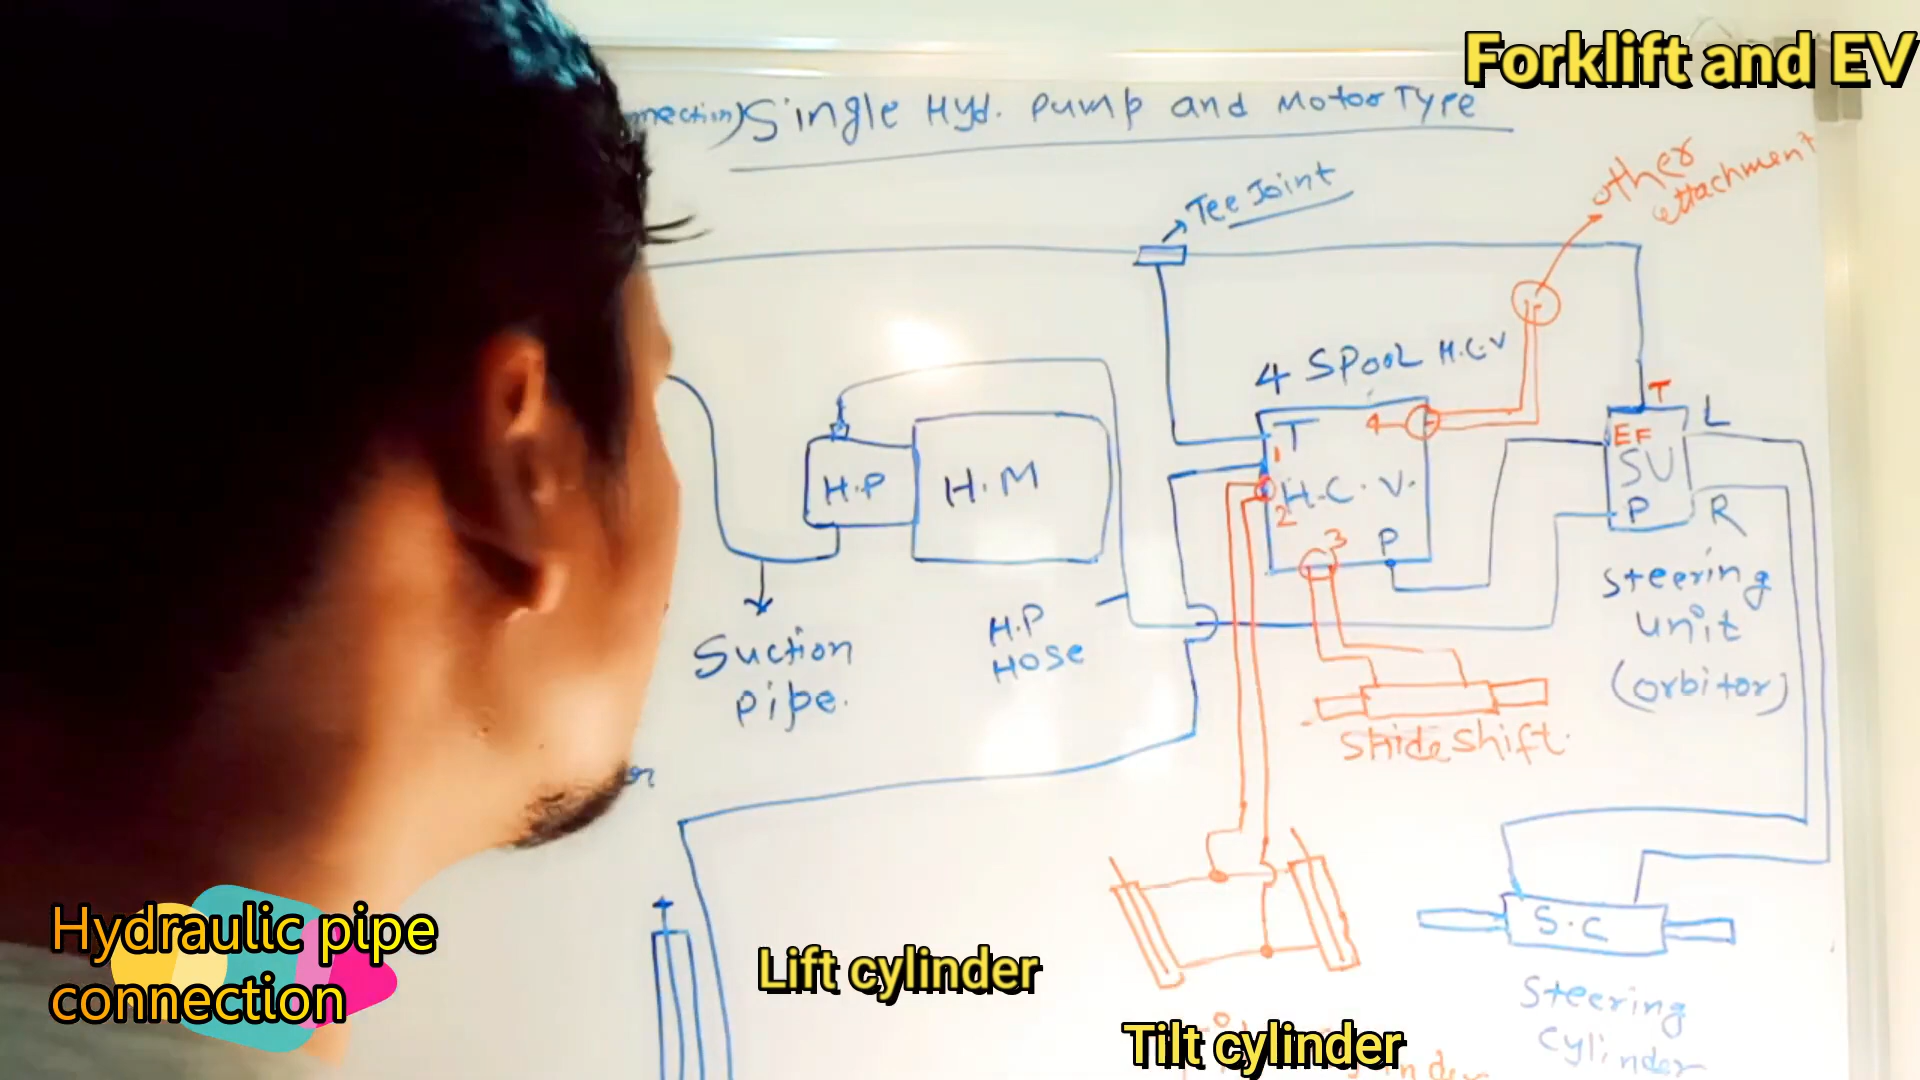 Forklift and EV
Single Hyd. pump and Motor Type
Tee Joint
other
attachment
4 SPOOL H.C.V
T
4
1
H.C.V.
2
3
P
T
L
EF
SU
P
R
H.P
H.M
Suction
pipe.
H.P
HOSE
Steering
unit
(orbitor)
Shide shift.
S.C
Steering
Cylinder
Hydraulic pipe
connection
Lift cylinder
Tilt cylinder